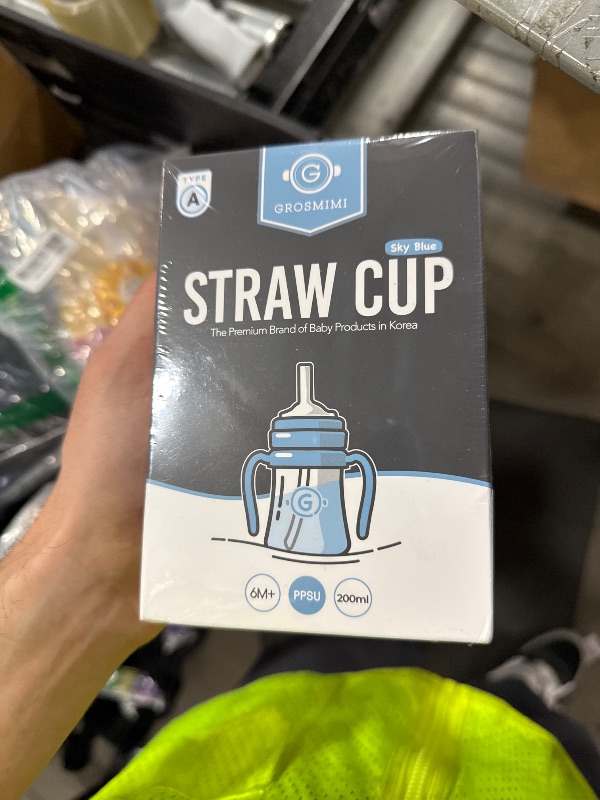 TYPE
A
G
GROSMIMI
Sky Blue
STRAW CUP
The Premium Brand of Baby Products in Korea
G
6M+
PPSU
200ml